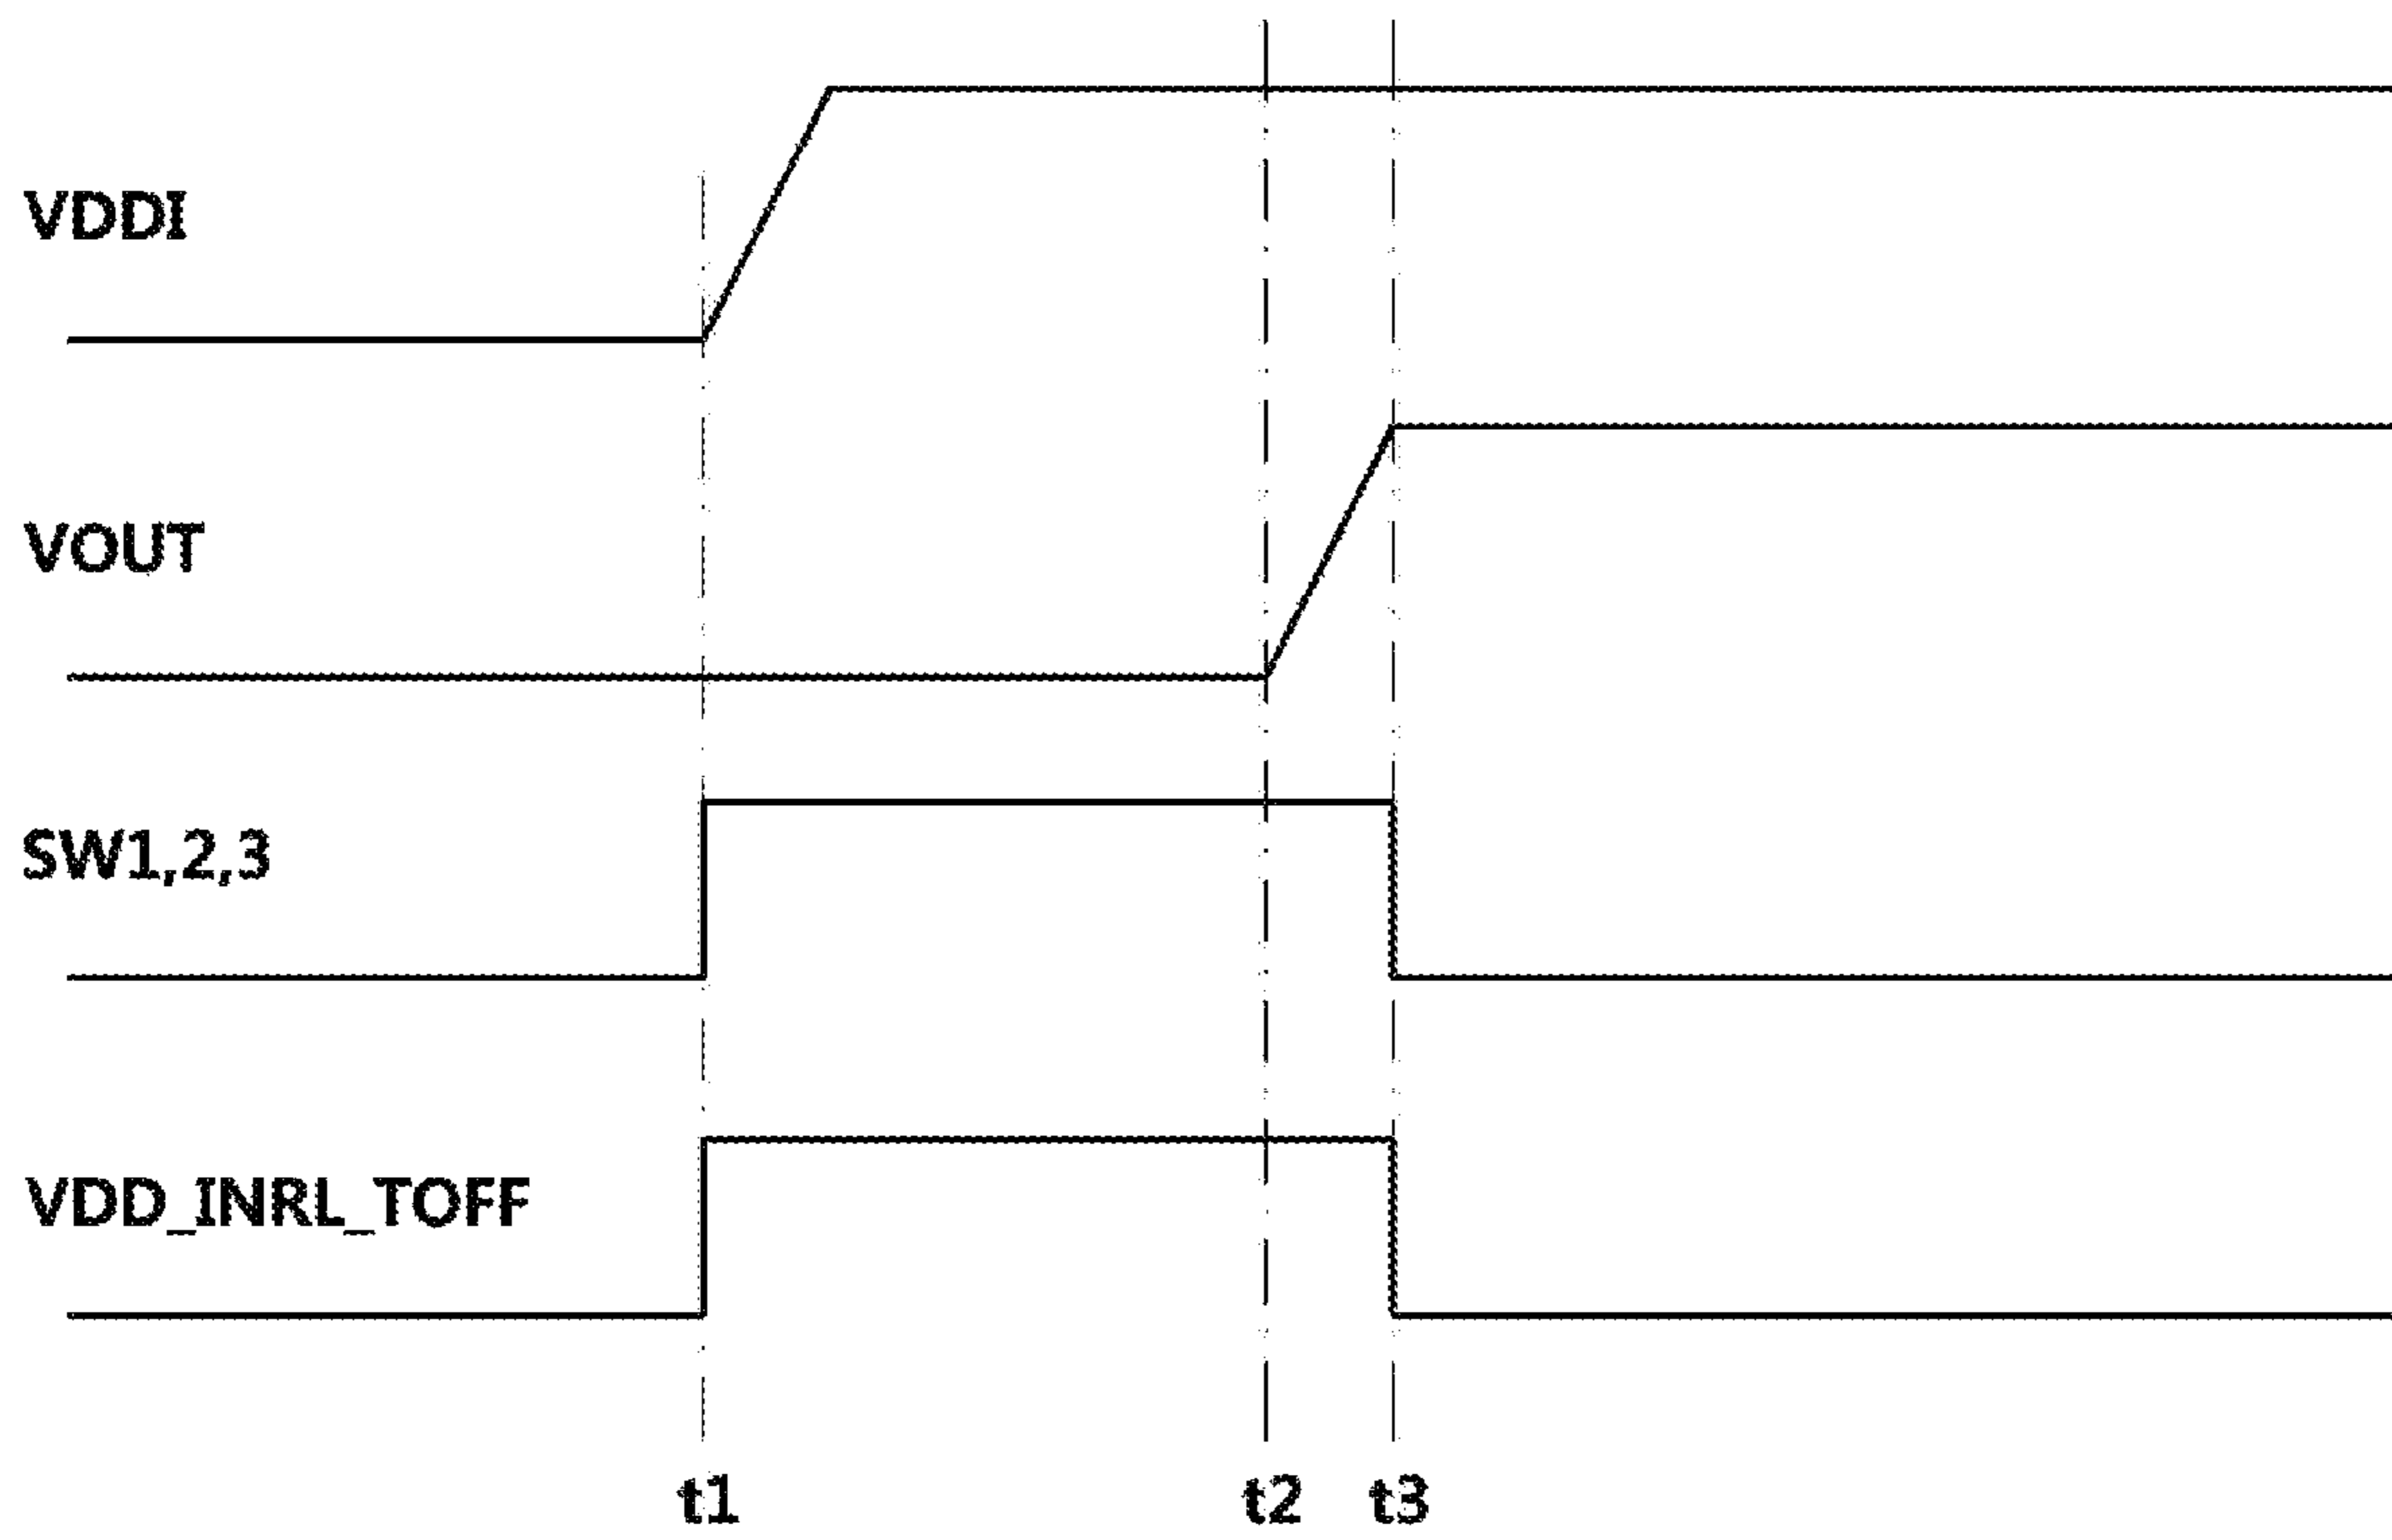 VDDI
VOUT
SW1,2,3
VDD_INRL_TOFF
t1 t2 t3